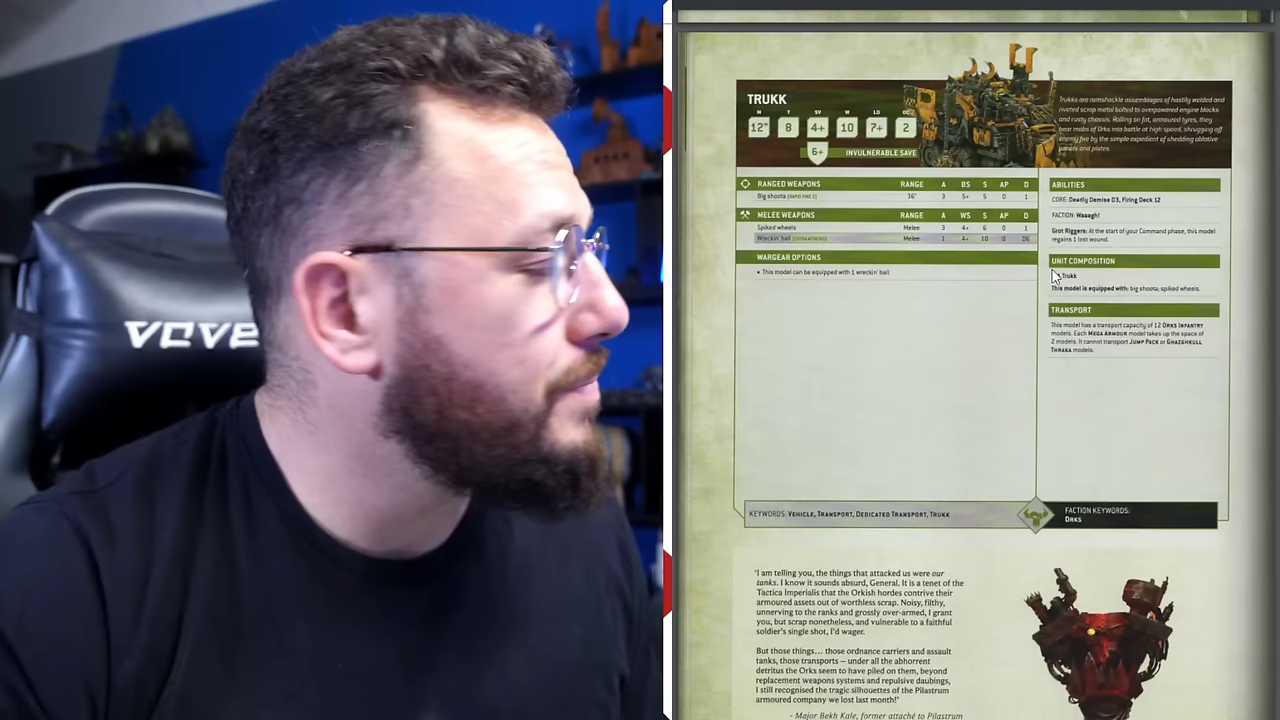 VOVE
TRUKK
M T SV W LD OC
12" 8 4+ 10 7+ 2
6+ INVULNERABLE SAVE
Trukks are ramshackle assemblages of hastily welded and
riveted scrap metal bolted to overpowered engine blocks
and rusty chassis. Rolling on fat, armoured tyres, they
bear mobs of Orks into battle at high speed, shrugging off
enemy fire by the simple expedient of shedding ablative
panels and plates.
RANGED WEAPONS RANGE A BS S AP D
Big shoota [RAPID FIRE 2] 36" 3 5+ 5 0 1
MELEE WEAPONS RANGE A WS S AP D
Spiked wheels Melee 3 4+ 6 0 1
Wreckin' ball [EXTRA ATTACKS] Melee 1 4+ 10 0 D6
WARGEAR OPTIONS
• This model can be equipped with 1 wreckin' ball.
ABILITIES
CORE: Deadly Demise D3, Firing Deck 12
FACTION: Waaagh!
Grot Riggers: At the start of your Command phase, this model
regains 1 lost wound.
UNIT COMPOSITION
Trukk
This model is equipped with: big shoota; spiked wheels.
TRANSPORT
This model has a transport capacity of 12 ORKS INFANTRY
models. Each MEGA ARMOUR model takes up the space of
2 models. It cannot transport JUMP PACK or GHAZGHKULL
THRAKA models.
KEYWORDS: VEHICLE, TRANSPORT, DEDICATED TRANSPORT, TRUKK
FACTION KEYWORDS:
ORKS
'I am telling you, the things that attacked us were our
tanks. I know it sounds absurd, General. It is a tenet of the
Tactica Imperialis that the Orkish hordes contrive their
armoured assets out of worthless scrap. Noisy, filthy,
unnerving to the ranks and grossly over-armed, I grant
you, but scrap nonetheless, and vulnerable to a faithful
soldier's single shot, I'd wager.
But those things... those ordnance carriers and assault
tanks, those transports – under all the abhorrent
detritus the Orks seem to have piled on them, beyond
replacement weapons systems and repulsive daubings,
I still recognised the tragic silhouettes of the Pilastrum
armoured company we lost last month!'
- Major Bekh Kale, former attaché to Pilastrum